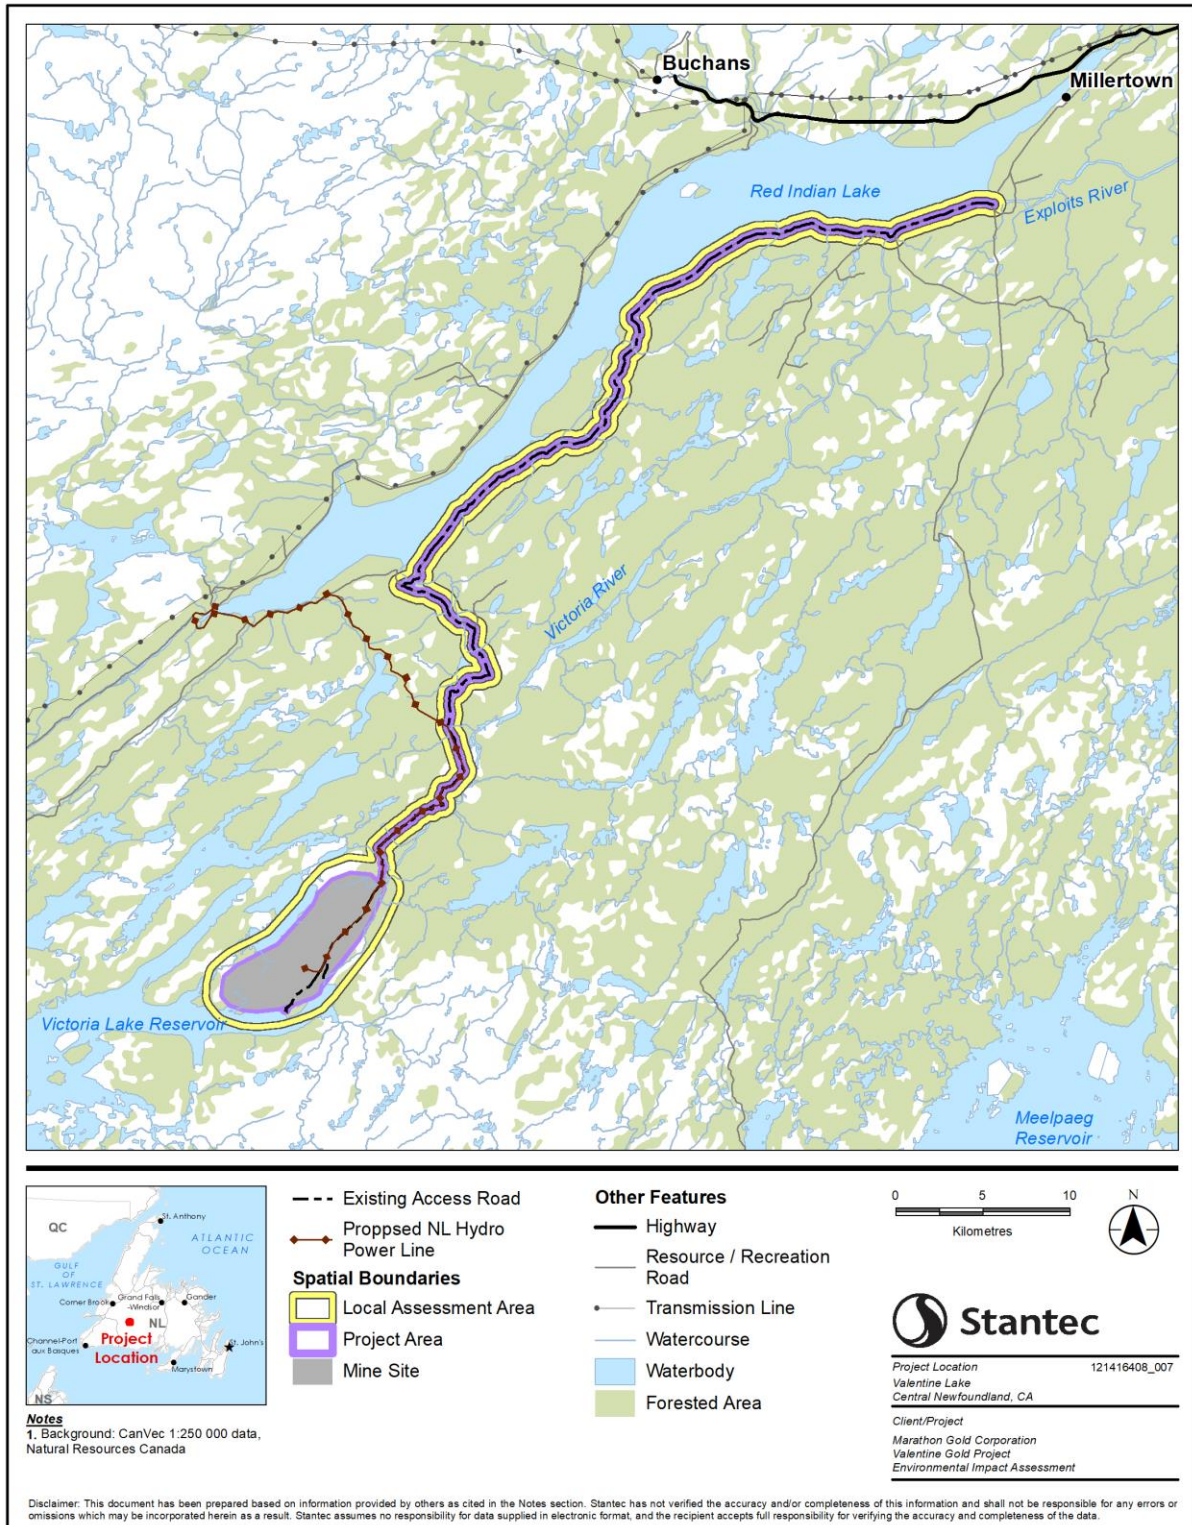 Buchans
Millertown
Red Indian Lake
Exploits River
Victoria River
Victoria Lake Reservoir
Meelpaeg
Reservoir
QC
St. Anthony
ATLANTIC
OCEAN
GULF
OF
ST. LAWRENCE
Corner Brook
Grand Falls
-Windsor
Gander
NL
Project
Location
Channel-Port
aux Basques
St. John's
Marystown
NS
Notes
1. Background: CanVec 1:250 000 data,
Natural Resources Canada
Existing Access Road
Proppsed NL Hydro
Power Line
Spatial Boundaries
Local Assessment Area
Project Area
Mine Site
Other Features
Highway
Resource / Recreation
Road
Transmission Line
Watercourse
Waterbody
Forested Area
0 5 10
Kilometres
N
Stantec
Project Location 121416408_007
Valentine Lake
Central Newfoundland, CA
Client/Project
Marathon Gold Corporation
Valentine Gold Project
Environmental Impact Assessment
Disclaimer: This document has been prepared based on information provided by others as cited in the Notes section. Stantec has not verified the accuracy and/or completeness of this information and shall not be responsible for any errors or
omissions which may be incorporated herein as a result. Stantec assumes no responsibility for data supplied in electronic format, and the recipient accepts full responsibility for verifying the accuracy and completeness of the data.